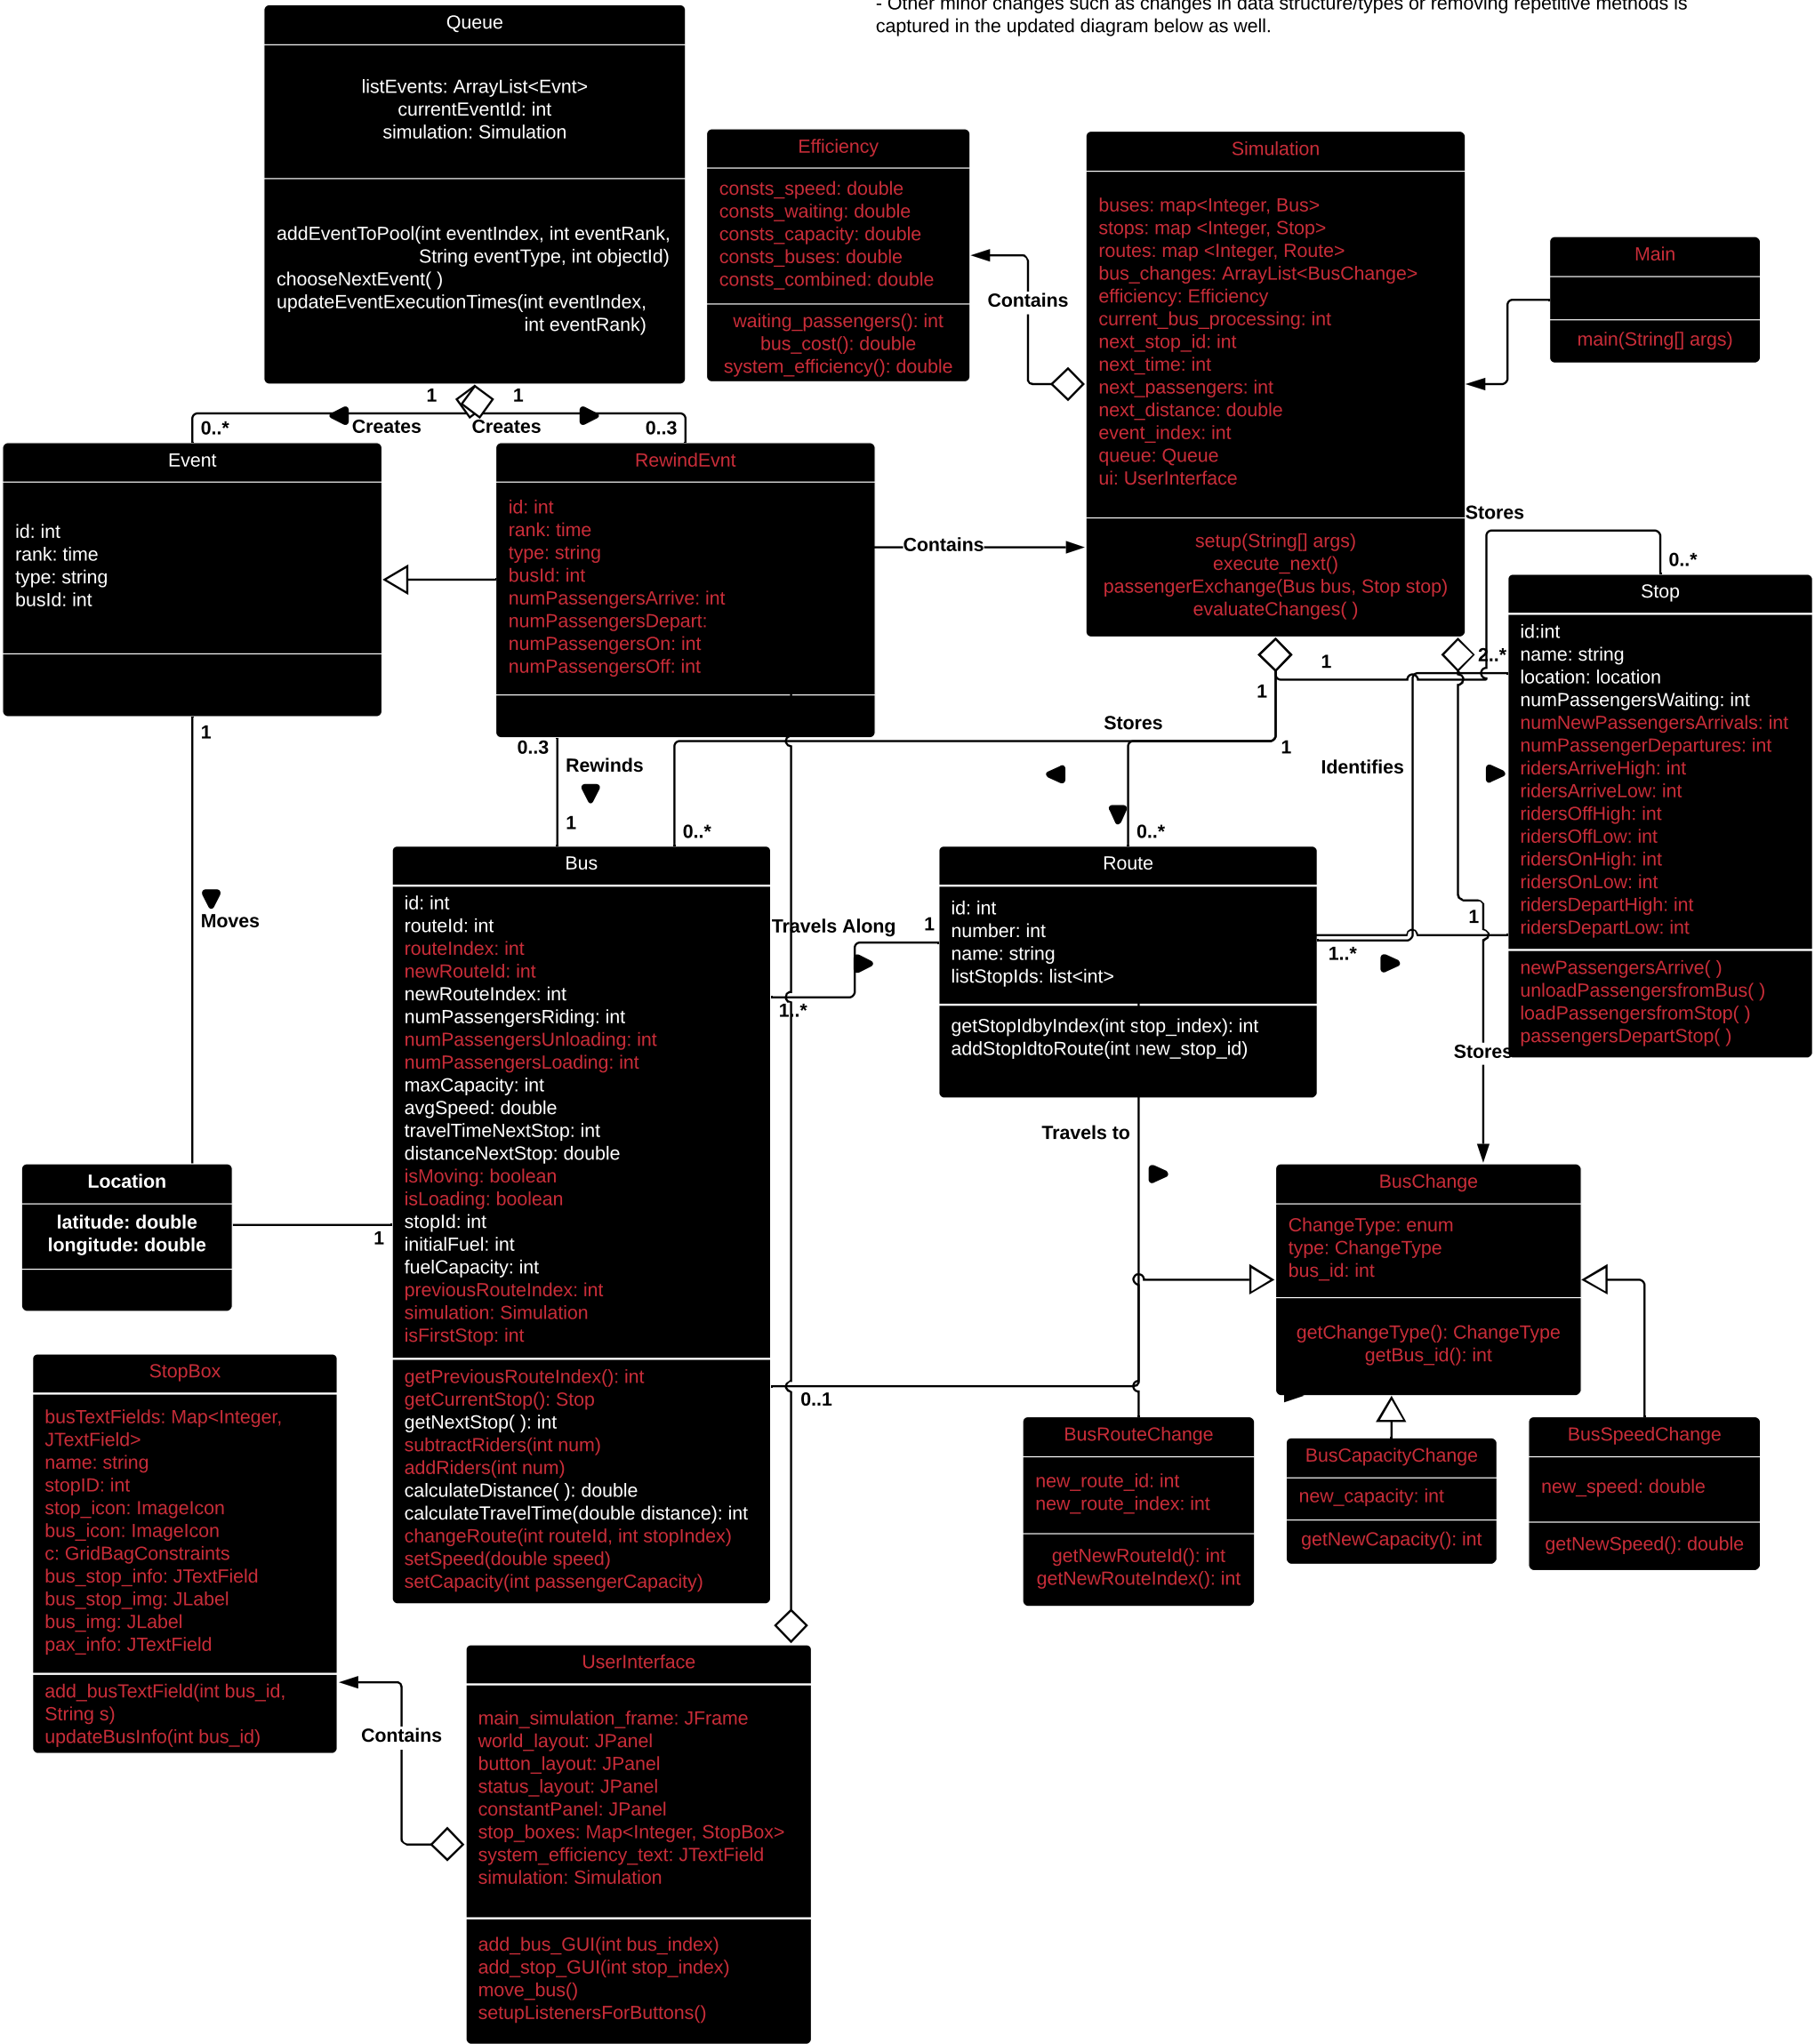 - Other minor changes such as changes in data structure/types or removing repetitive methods is
captured in the updated diagram below as well.
Queue
listEvents: ArrayList<Evnt>
currentEventId: int
simulation: Simulation
addEventToPool(int eventIndex, int eventRank,
String eventType, int objectId)
chooseNextEvent( )
updateEventExecutionTimes(int eventIndex,
int eventRank)
Efficiency
consts_speed: double
consts_waiting: double
consts_capacity: double
consts_buses: double
consts_combined: double
waiting_passengers(): int
bus_cost(): double
system_efficiency(): double
Contains
Simulation
buses: map<Integer, Bus>
stops: map <Integer, Stop>
routes: map <Integer, Route>
bus_changes: ArrayList<BusChange>
efficiency: Efficiency
current_bus_processing: int
next_stop_id: int
next_time: int
next_passengers: int
next_distance: double
event_index: int
queue: Queue
ui: UserInterface
setup(String[] args)
execute_next()
passengerExchange(Bus bus, Stop stop)
evaluateChanges( )
Main
main(String[] args)
1
1
0..*
Creates
Creates
0..3
Event
id: int
rank: time
type: string
busId: int
RewindEvnt
id: int
rank: time
type: string
busId: int
numPassengersArrive: int
numPassengersDepart:
numPassengersOn: int
numPassengersOff: int
Contains
Stores
0..*
Stop
id:int
name: string
location: location
numPassengersWaiting: int
numNewPassengersArrivals: int
numPassengerDepartures: int
ridersArriveHigh: int
ridersArriveLow: int
ridersOffHigh: int
ridersOffLow: int
ridersOnHigh: int
ridersOnLow: int
ridersDepartHigh: int
ridersDepartLow: int
newPassengersArrive( )
unloadPassengersfromBus( )
loadPassengersfromStop( )
passengersDepartStop( )
2..*
1
1
1
Stores
Identifies
1
0..3
Rewinds
1
0..*
0..*
Moves
Bus
id: int
routeId: int
routeIndex: int
newRouteId: int
newRouteIndex: int
numPassengersRiding: int
numPassengersUnloading: int
numPassengersLoading: int
maxCapacity: int
avgSpeed: double
travelTimeNextStop: int
distanceNextStop: double
isMoving: boolean
isLoading: boolean
stopId: int
initialFuel: int
fuelCapacity: int
previousRouteIndex: int
simulation: Simulation
isFirstStop: int
getPreviousRouteIndex(): int
getCurrentStop(): Stop
getNextStop( ): int
subtractRiders(int num)
addRiders(int num)
calculateDistance( ): double
calculateTravelTime(double distance): int
changeRoute(int routeId, int stopIndex)
setSpeed(double speed)
setCapacity(int passengerCapacity)
Travels Along
1
1..*
Route
id: int
number: int
name: string
listStopIds: list<int>
getStopIdbyIndex(int stop_index): int
addStopIdtoRoute(int new_stop_id)
1..*
1
Stores
Travels to
Location
latitude: double
longitude: double
1
BusChange
ChangeType: enum
type: ChangeType
bus_id: int
getChangeType(): ChangeType
getBus_id(): int
0..1
StopBox
busTextFields: Map<Integer,
JTextField>
name: string
stopID: int
stop_icon: ImageIcon
bus_icon: ImageIcon
c: GridBagConstraints
bus_stop_info: JTextField
bus_stop_img: JLabel
bus_img: JLabel
pax_info: JTextField
add_busTextField(int bus_id,
String s)
updateBusInfo(int bus_id)
BusRouteChange
new_route_id: int
new_route_index: int
getNewRouteId(): int
getNewRouteIndex(): int
BusCapacityChange
new_capacity: int
getNewCapacity(): int
BusSpeedChange
new_speed: double
getNewSpeed(): double
Contains
UserInterface
main_simulation_frame: JFrame
world_layout: JPanel
button_layout: JPanel
status_layout: JPanel
constantPanel: JPanel
stop_boxes: Map<Integer, StopBox>
system_efficiency_text: JTextField
simulation: Simulation
add_bus_GUI(int bus_index)
add_stop_GUI(int stop_index)
move_bus()
setupListenersForButtons()